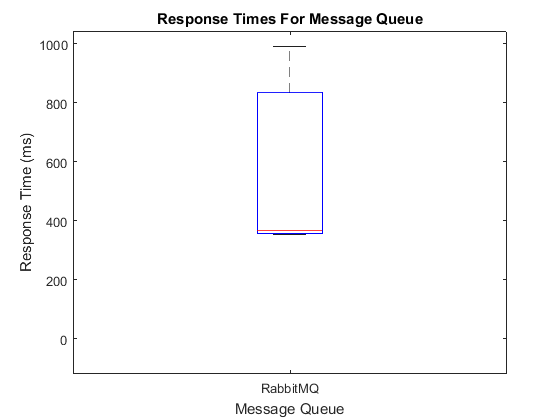 Response Times For Message Queue
1000
800
600
400
200
0
Response Time (ms)
RabbitMQ
Message Queue